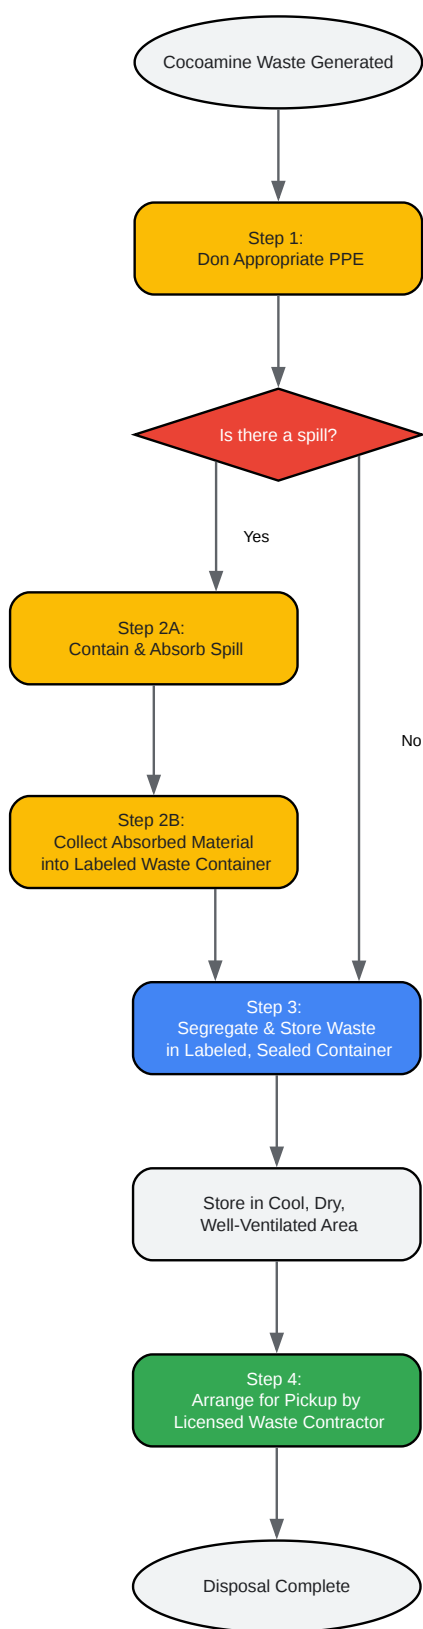 Cocoamine Waste Generated
Step 1:
Don Appropriate PPE
Is there a spill?
Yes
Step 2A:
Contain & Absorb Spill
No
Step 2B:
Collect Absorbed Material
into Labeled Waste Container
Step 3:
Segregate & Store Waste
in Labeled, Sealed Container
Store in Cool, Dry,
Well-Ventilated Area
Step 4:
Arrange for Pickup by
Licensed Waste Contractor
Disposal Complete